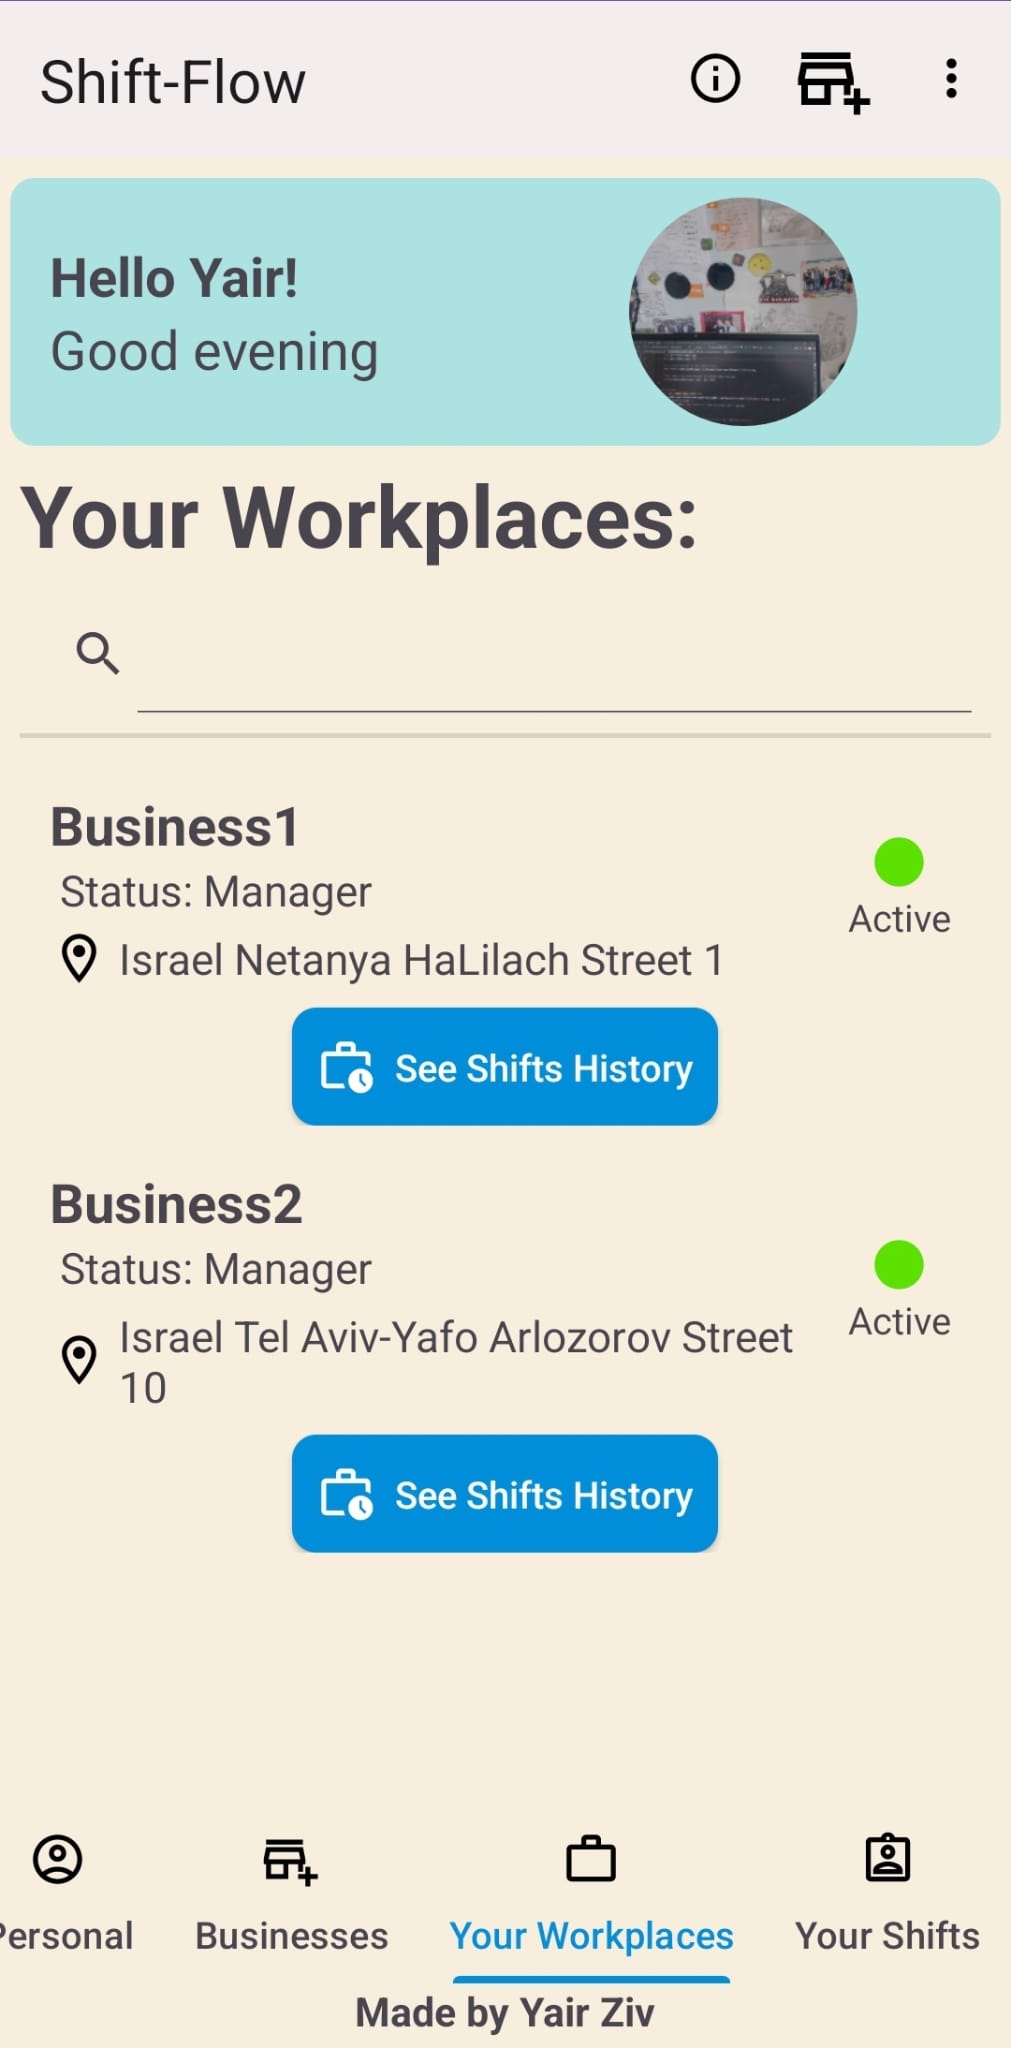 Shift-Flow
Hello Yair!
Good evening
Your Workplaces:
Business1
Status: Manager
Active
Israel Netanya HaLilach Street 1
See Shifts History
Business2
Status: Manager
Active
Israel Tel Aviv-Yafo Arlozorov Street
10
See Shifts History
Personal Businesses Your Workplaces Your Shifts
Made by Yair Ziv